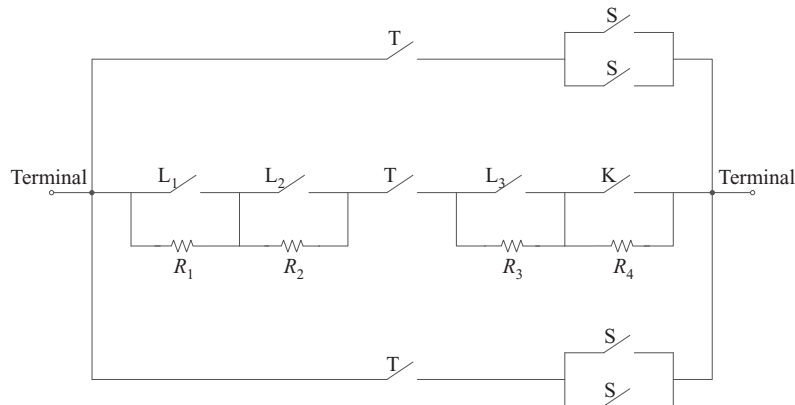 T
S
S
Terminal
L₁
L₂
T
L₃
K
Terminal
R₁
R₂
R₃
R₄
T
S
S